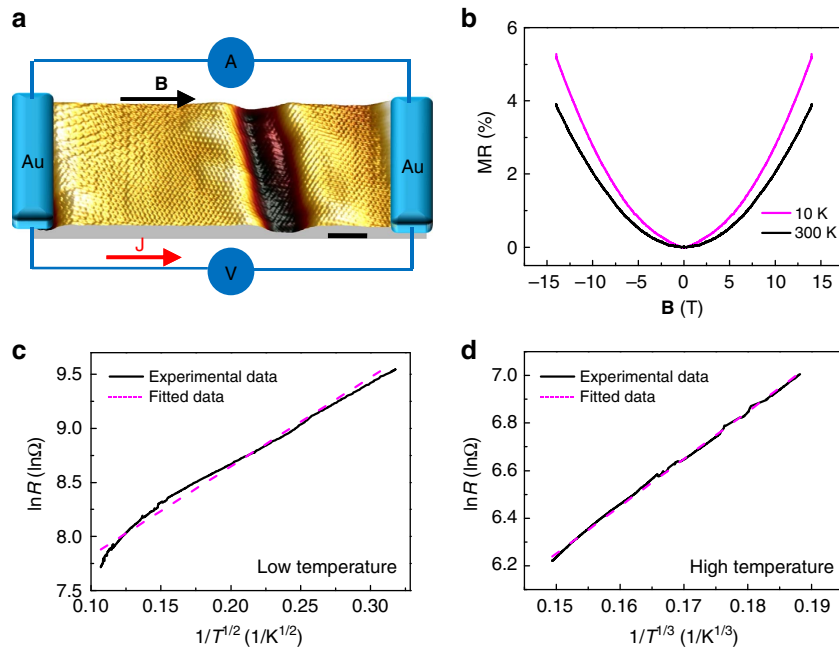 a
A
B
Au
Au
J
V
b
6
4
2
0
MR (%)
10 K
300 K
−15 −10 −5 0 5 10 15
B (T)
c
9.5
9.0
8.5
8.0
7.5
lnR (lnΩ)
Experimental data
Fitted data
Low temperature
0.10 0.15 0.20 0.25 0.30
1/T^{1/2} (1/K^{1/2})
d
7.0
6.8
6.6
6.4
6.2
lnR (lnΩ)
Experimental data
Fitted data
High temperature
0.15 0.16 0.17 0.18 0.19
1/T^{1/3} (1/K^{1/3})